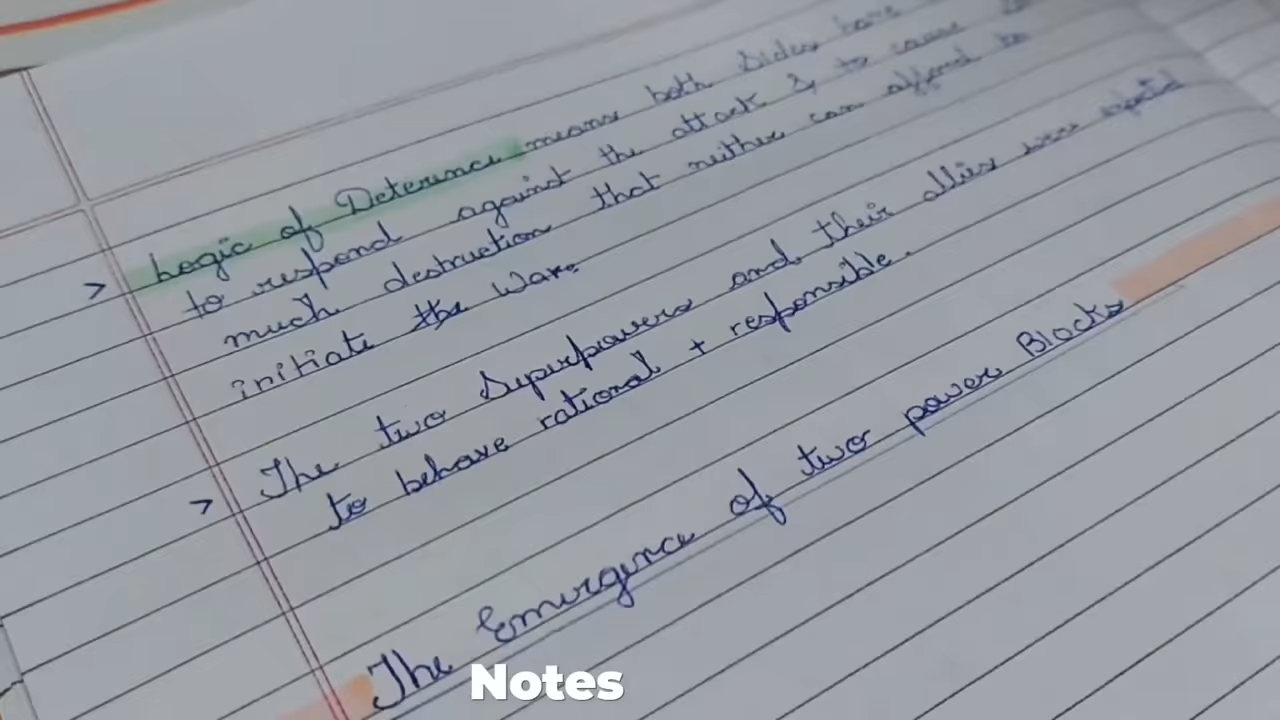 > Logic of Deterence means both sides have
to respond against the attack & to cause so
much destruction that neither can afford to
initiate the War.
> The two Superpowers and their allies were expected
to behave rational + responsible.
The Emergence of two power Blocks
Notes